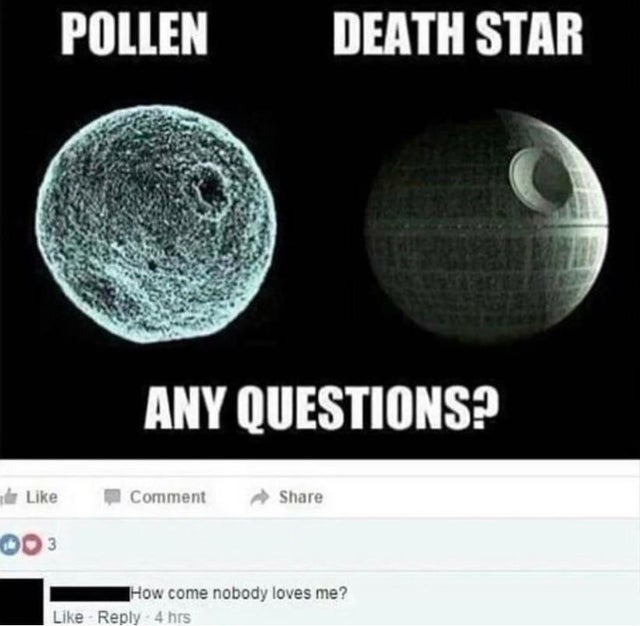 POLLEN DEATH STAR
ANY QUESTIONS?
Like Comment Share
3
How come nobody loves me?
Like · Reply · 4 hrs